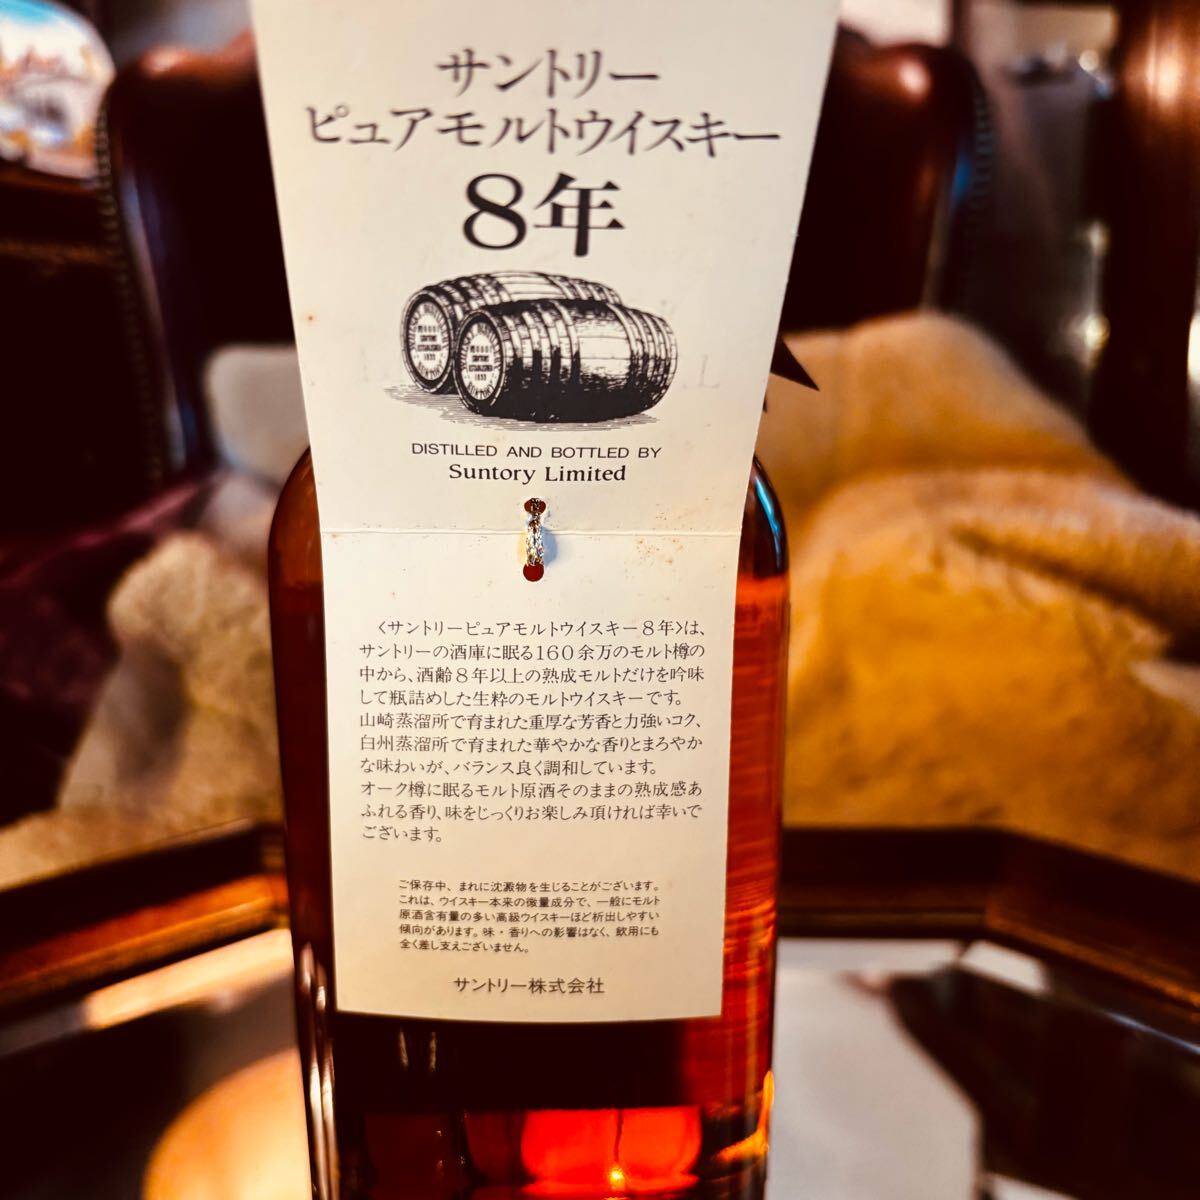 サントリー
ピュアモルトウイスキー
8年
SUNTORY
ESTABLISHED
1899
SUNTORY
ESTABLISHED
1899
DISTILLED AND BOTTLED BY
Suntory Limited
〈サントリーピュアモルトウイスキー8年〉は、
サントリーの酒庫に眠る160余万のモルト樽の
中から、酒齢8年以上の熟成モルトだけを吟味
して瓶詰めした生粋のモルトウイスキーです。
山崎蒸溜所で育まれた重厚な芳香と力強いコク、
白州蒸溜所で育まれた華やかな香りとまろやか
な味わいが、バランス良く調和しています。
オーク樽に眠るモルト原酒そのままの熟成感あ
ふれる香り、味をじっくりお楽しみ頂ければ幸いで
ございます。
ご保存中、まれに沈澱物を生じることがございます。
これは、ウイスキー本来の微量成分で、一般にモルト
原酒含有量の多い高級ウイスキーほど析出しやすい
傾向があります。味・香りへの影響はなく、飲用にも
全く差し支えございません。
サントリー株式会社